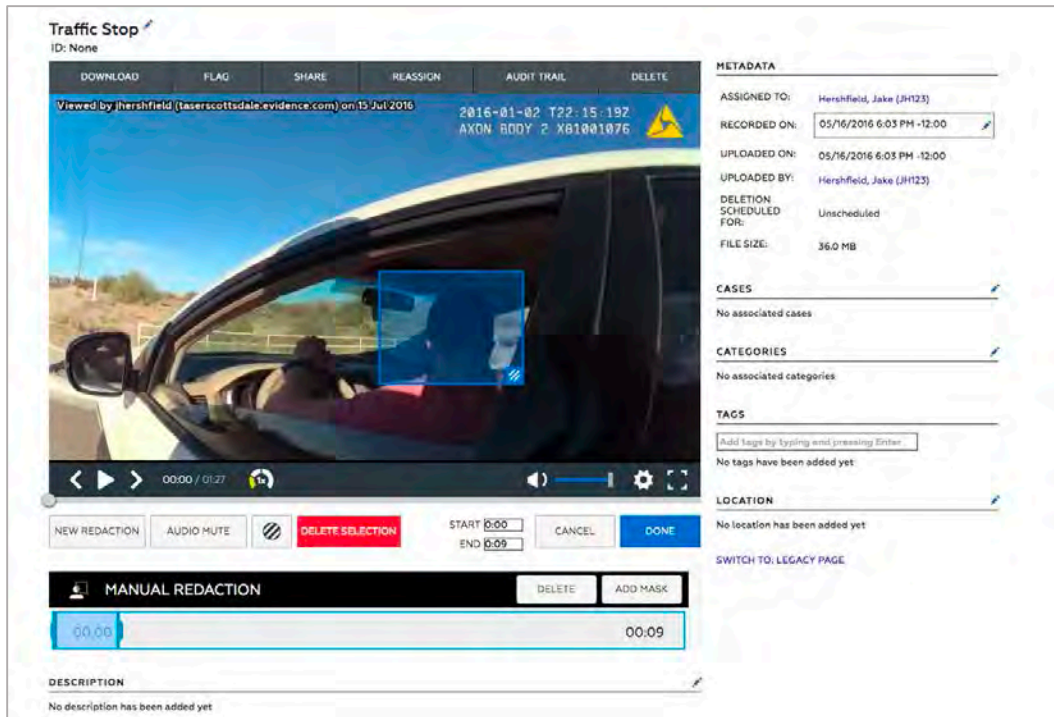 Traffic Stop
ID: None
DOWNLOAD FLAG SHARE REASSIGN AUDIT TRAIL DELETE
Viewed by jhershfield (taserscottsdale.evidence.com) on 15 Jul 2016
2016-01-02 T22:15:19Z
AXON BODY 2 X81001076
00:00 / 01:27
1x
NEW REDACTION AUDIO MUTE DELETE SELECTION START 0:00 END 0:09 CANCEL DONE
MANUAL REDACTION DELETE ADD MASK
00:00 00:09
DESCRIPTION
No description has been added yet
METADATA
ASSIGNED TO: Hershfield, Jake (JH123)
RECORDED ON: 05/16/2016 6:03 PM -12:00
UPLOADED ON: 05/16/2016 6:03 PM -12:00
UPLOADED BY: Hershfield, Jake (JH123)
DELETION
SCHEDULED
FOR: Unscheduled
FILE SIZE: 36.0 MB
CASES
No associated cases
CATEGORIES
No associated categories
TAGS
Add tags by typing and pressing Enter
No tags have been added yet
LOCATION
No location has been added yet
SWITCH TO: LEGACY PAGE